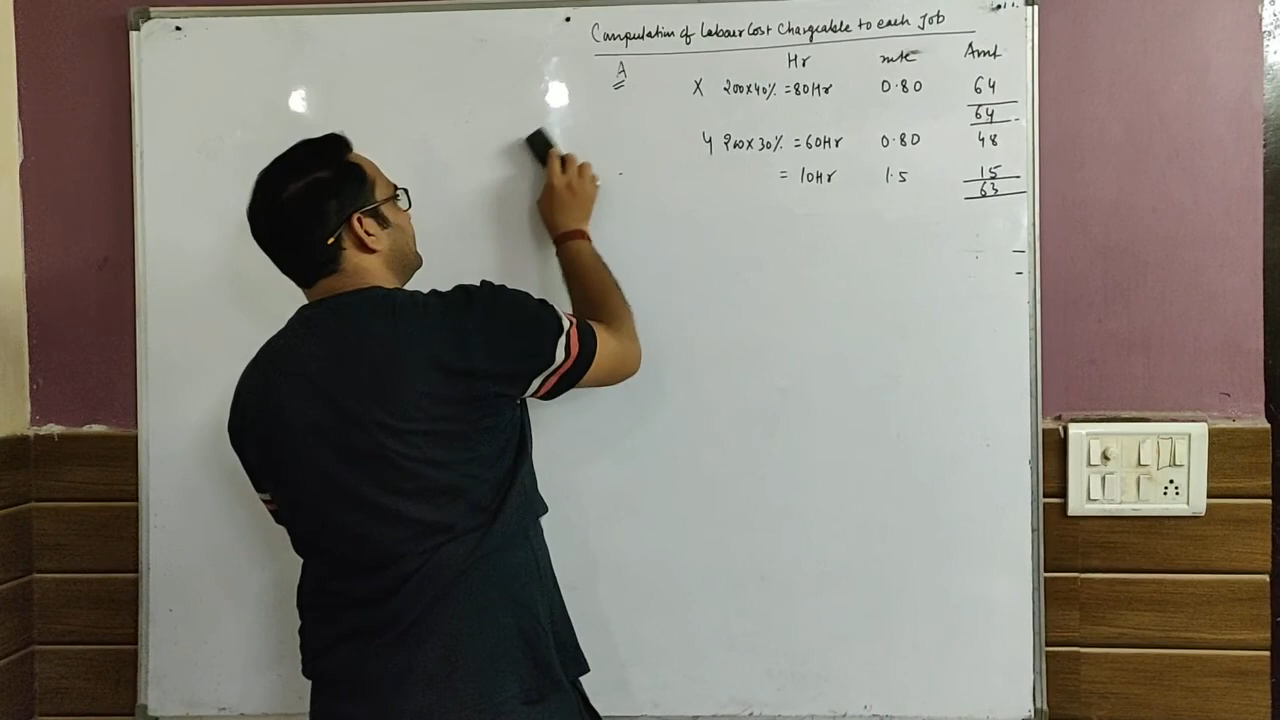 Computation of Labour Cost Chargeable to each Job
Hr Amt
A
X 200x40% = 80Hr 0.80 64
64
Y 200x30% = 60Hr 0.80 48
= 10Hr 1.5 15
63